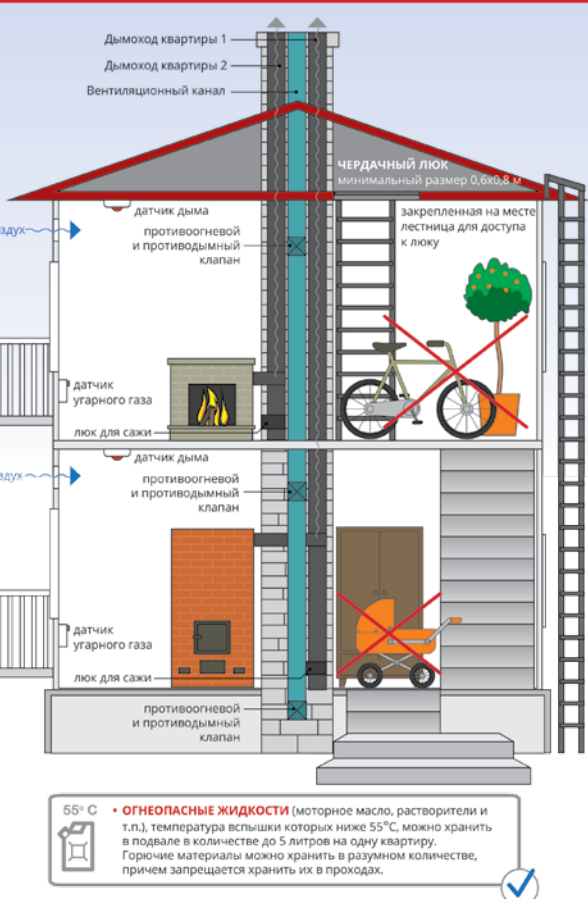 Дымоход квартиры 1
Дымоход квартиры 2
Вентиляционный канал
ЧЕРДАЧНЫЙ ЛЮК
минимальный размер 0,6х0,8 м
датчик дыма
закрепленная на месте
лестница для доступа
к люку
противоогневой
и противодымный
клапан
датчик
угарного газа
люк для сажи
датчик дыма
противоогневой
и противодымный
клапан
датчик
угарного газа
люк для сажи
противоогневой
и противодымный
клапан
55° C
• ОГНЕОПАСНЫЕ ЖИДКОСТИ (моторное масло, растворители и
т.п.), температура вспышки которых ниже 55°C, можно хранить
в подвале в количестве до 5 литров на одну квартиру.
Горючие материалы можно хранить в разумном количестве,
причем запрещается хранить их в проходах.